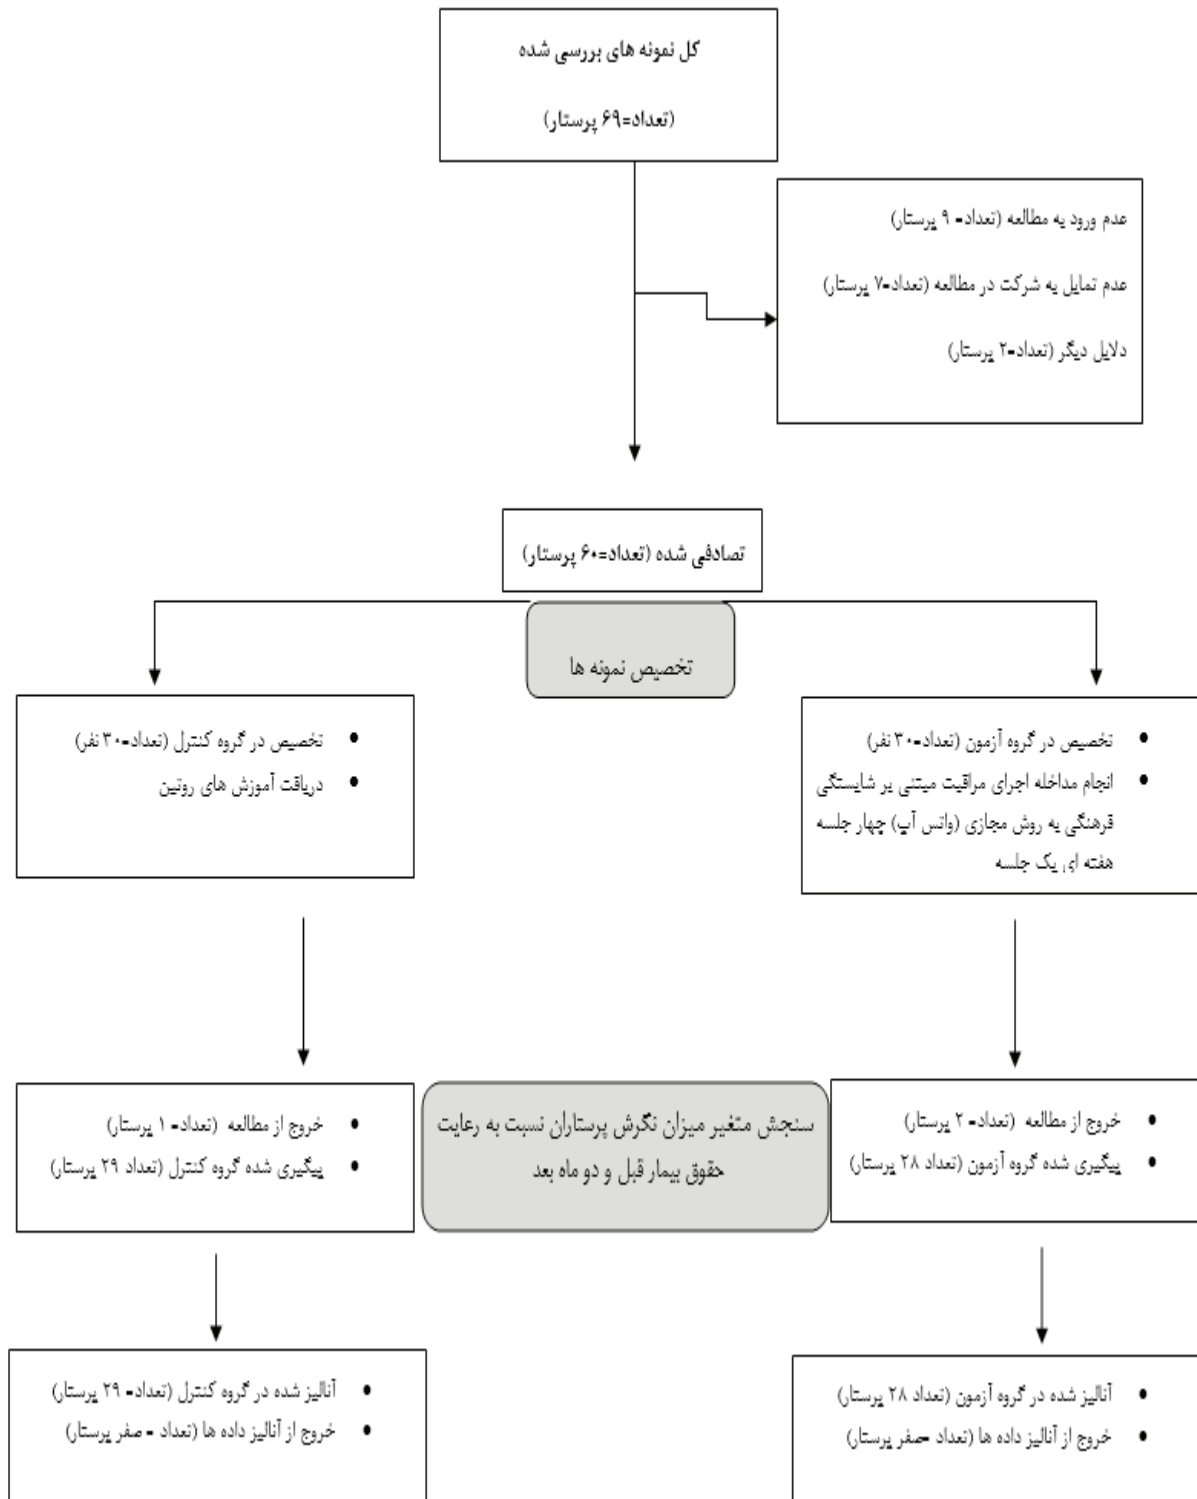 کل نمونه های بررسی شده
(تعداد=۶۹ پرستار)
عدم ورود به مطالعه (تعداد= ۹ پرستار)
عدم تمایل به شرکت در مطالعه (تعداد=۷ پرستار)
دلایل دیگر (تعداد=۲ پرستار)
تصادفی شده (تعداد=۶۰ پرستار)
تخصیص نمونه ها
• تخصیص در گروه آزمون (تعداد=۳۰ نفر)
• انجام مداخله اجرای مراقبت مبتنی بر شایستگی
فرهنگی به روش مجازی (واتس آپ) چهار جلسه
هفته ای یک جلسه
• تخصیص در گروه کنترل (تعداد=۳۰ نفر)
• دریافت آموزش های روتین
• خروج از مطالعه (تعداد= ۲ پرستار)
• پیگیری شده گروه آزمون (تعداد ۲۸ پرستار)
سنجش متغیر میزان نگرش پرستاران نسبت به رعایت
حقوق بیمار قبل و دو ماه بعد
• خروج از مطالعه (تعداد= ۱ پرستار)
• پیگیری شده گروه کنترل (تعداد ۲۹ پرستار)
• آنالیز شده در گروه آزمون (تعداد ۲۸ پرستار)
• خروج از آنالیز داده ها (تعداد =صفر پرستار)
• آنالیز شده در گروه کنترل (تعداد= ۲۹ پرستار)
• خروج از آنالیز داده ها (تعداد = صفر پرستار)